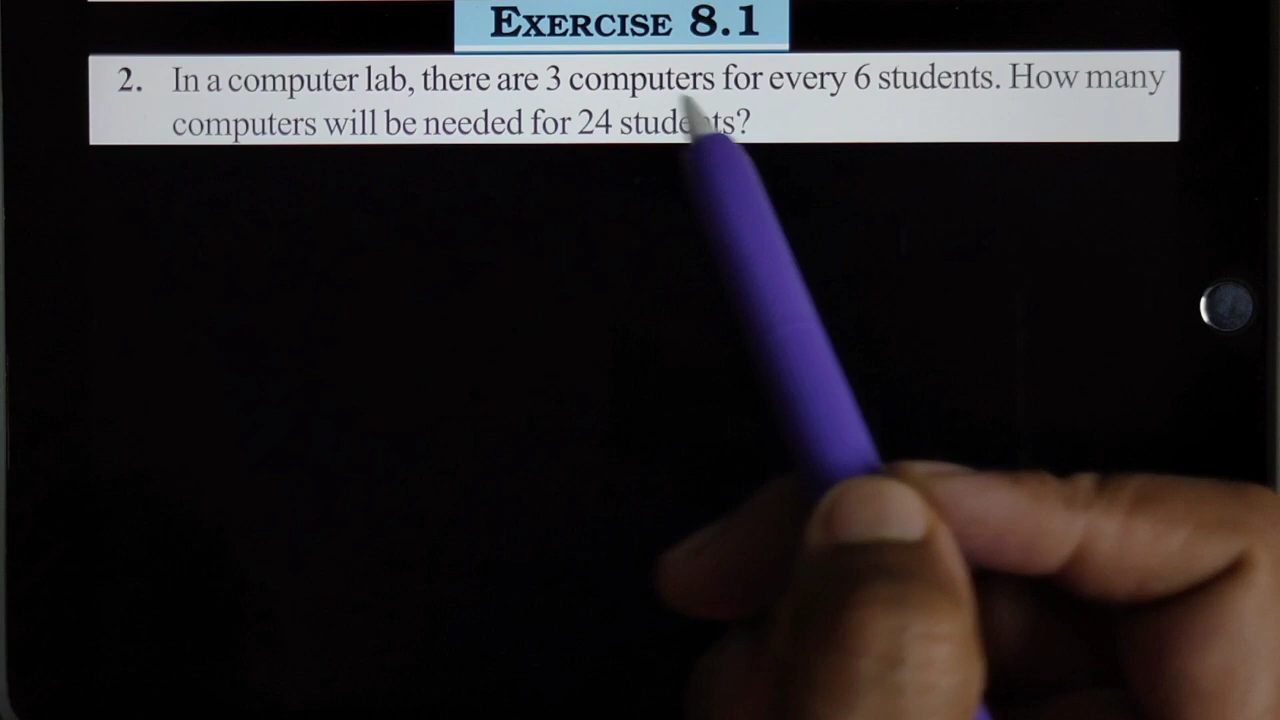 EXERCISE 8.1
2. In a computer lab, there are 3 computers for every 6 students. How many
computers will be needed for 24 students?